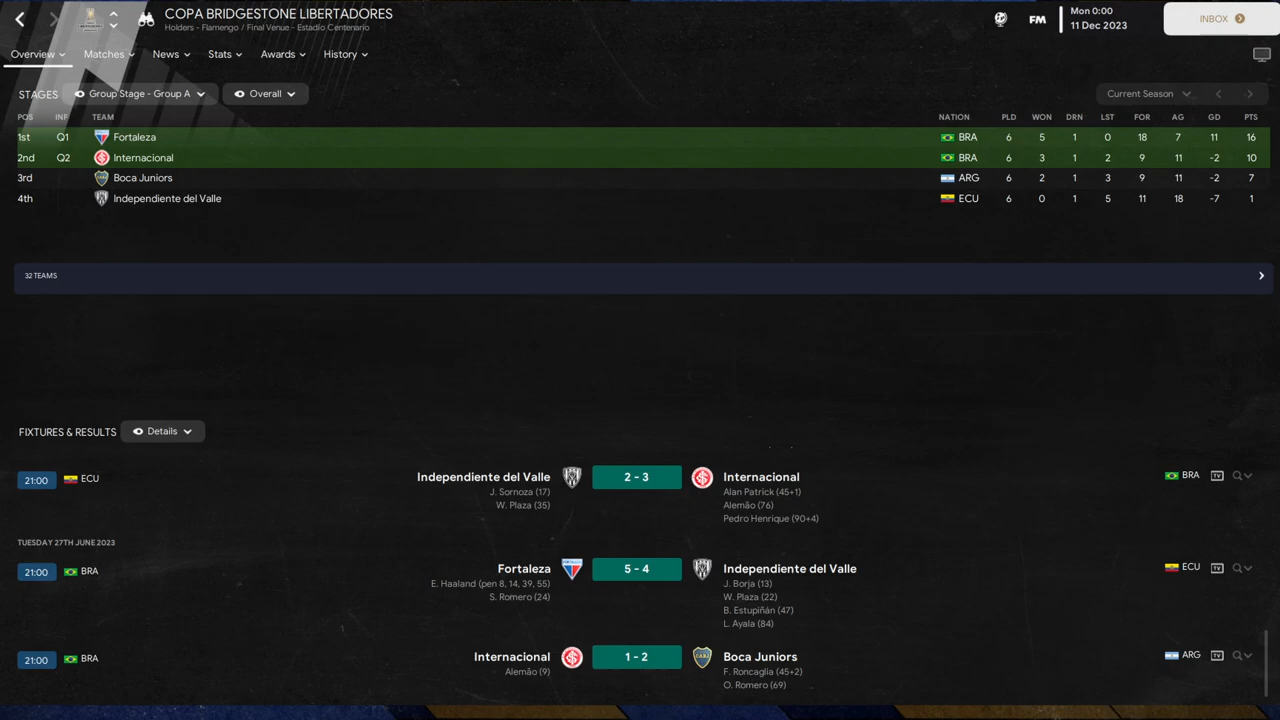 COPA BRIDGESTONE LIBERTADORES
Holders - Flamengo / Final Venue - Estadio Centenario
FM
Mon 0:00
11 Dec 2023
INBOX
Overview Matches News Stats Awards History
STAGES Group Stage - Group A Overall Current Season
POS INF TEAM NATION PLD WON DRN LST FOR AG GD PTS
1st Q1 Fortaleza BRA 6 5 1 0 18 7 11 16
2nd Q2 Internacional BRA 6 3 1 2 9 11 -2 10
3rd Boca Juniors ARG 6 2 1 3 9 11 -2 7
4th Independiente del Valle ECU 6 0 1 5 11 18 -7 1
32 TEAMS
FIXTURES & RESULTS Details
21:00 ECU Independiente del Valle 2 - 3 Internacional BRA TV
J. Sornoza (17) Alan Patrick (45+1)
W. Plaza (35) Alemão (76)
Pedro Henrique (90+4)
TUESDAY 27TH JUNE 2023
21:00 BRA Fortaleza 5 - 4 Independiente del Valle ECU TV
E. Haaland (pen 8, 14, 39, 55) J. Borja (13)
S. Romero (24) W. Plaza (22)
B. Estupiñán (47)
L. Ayala (84)
21:00 BRA Internacional 1 - 2 Boca Juniors ARG TV
Alemão (9) F. Roncaglia (45+2)
O. Romero (69)